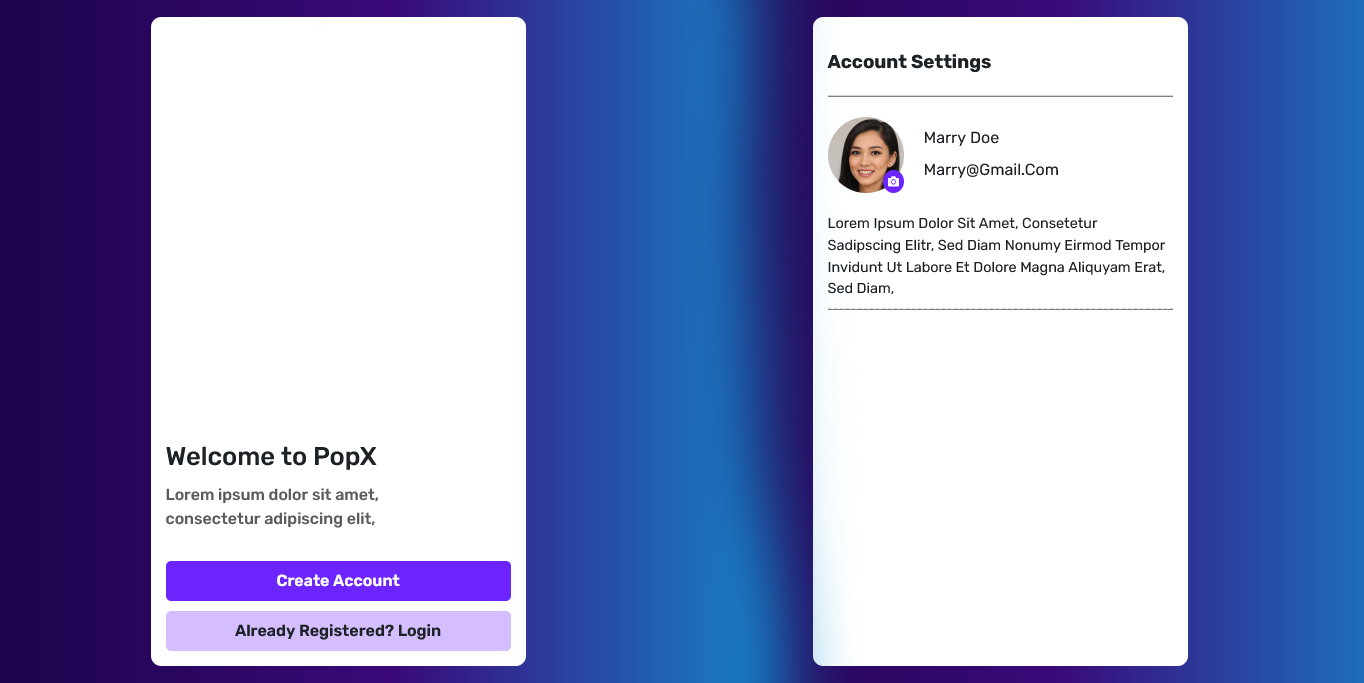 Welcome to PopX
Lorem ipsum dolor sit amet,
consectetur adipiscing elit,
Create Account
Already Registered? Login
Account Settings
Marry Doe
Marry@Gmail.Com
Lorem Ipsum Dolor Sit Amet, Consetetur
Sadipscing Elitr, Sed Diam Nonumy Eirmod Tempor
Invidunt Ut Labore Et Dolore Magna Aliquyam Erat,
Sed Diam,